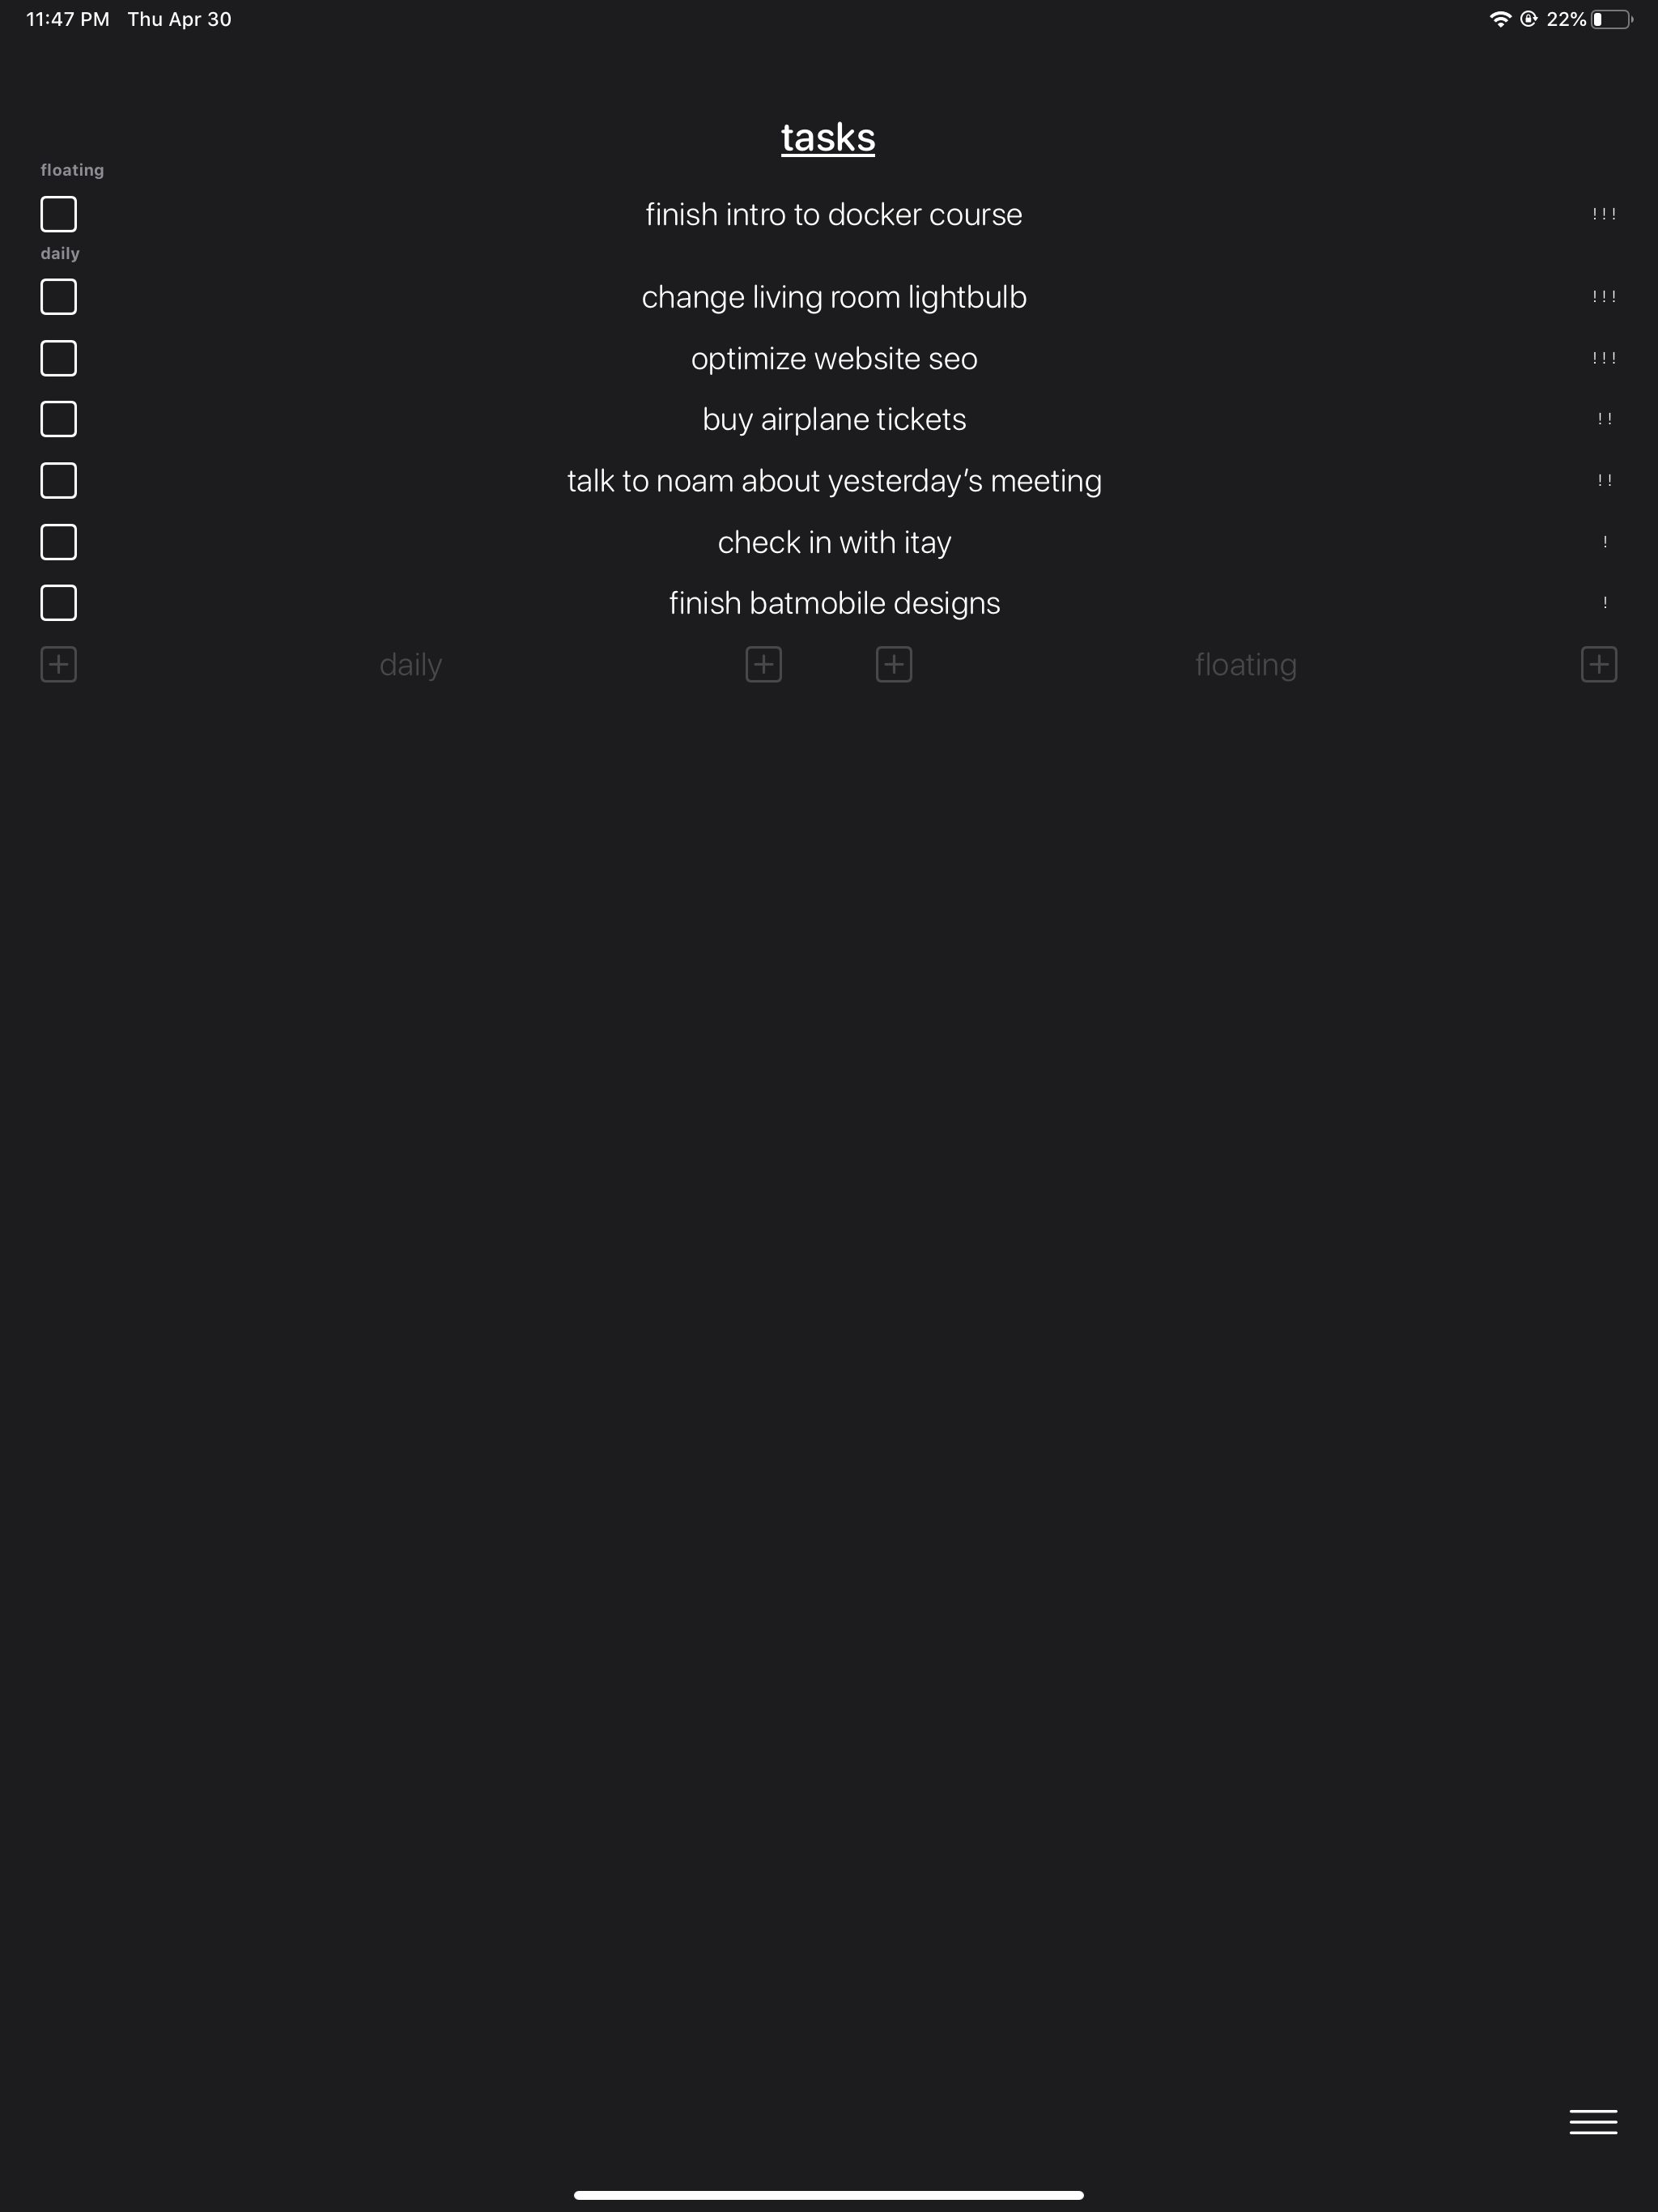 11:47 PM Thu Apr 30 22%
tasks
floating
finish intro to docker course !!!
daily
change living room lightbulb !!!
optimize website seo !!!
buy airplane tickets !!
talk to noam about yesterday’s meeting !!
check in with itay !
finish batmobile designs !
daily floating